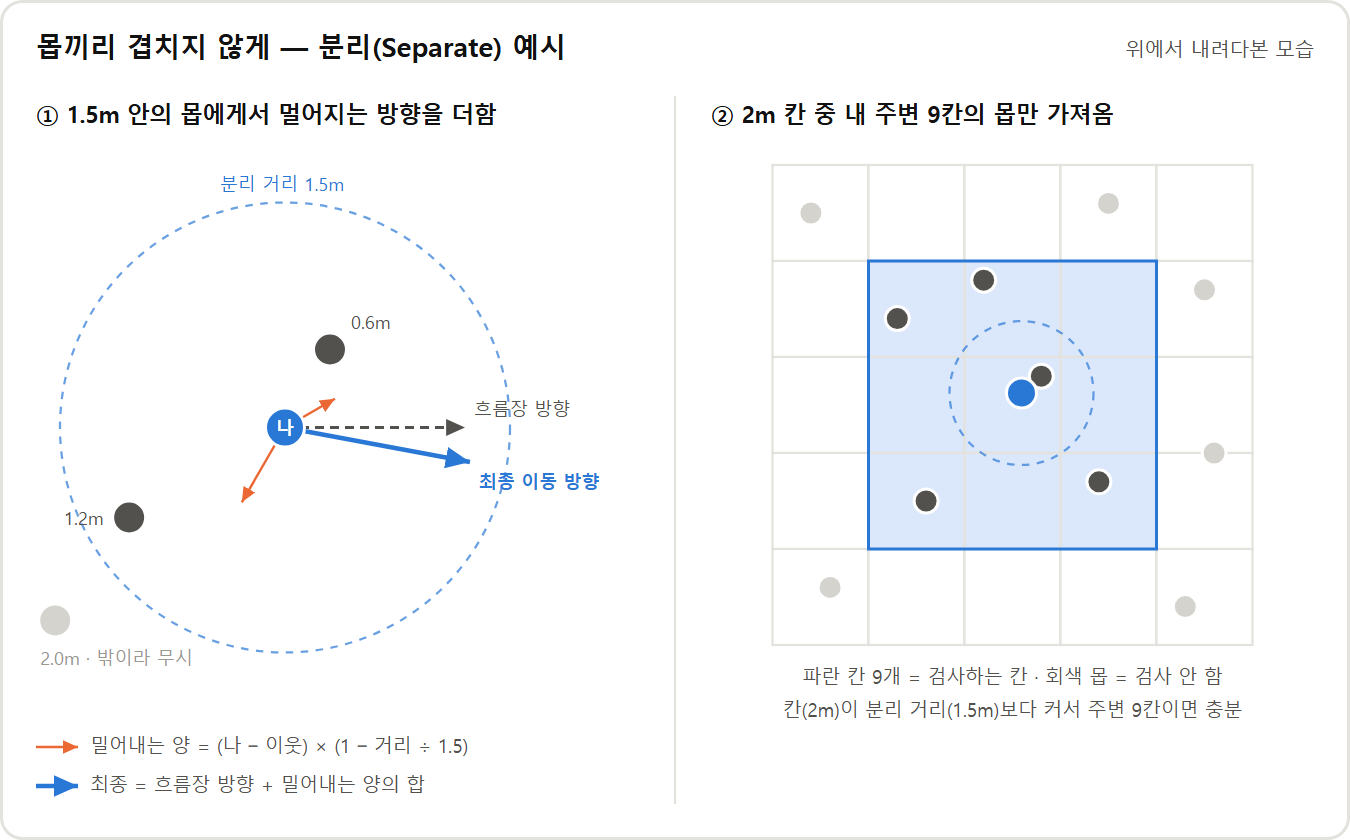 몹끼리 겹치지 않게 — 분리(Separate) 예시
위에서 내려다본 모습
① 1.5m 안의 몹에게서 멀어지는 방향을 더함
분리 거리 1.5m
0.6m
흐름장 방향
나
최종 이동 방향
1.2m
2.0m · 밖이라 무시
밀어내는 양 = (나 − 이웃) × (1 − 거리 ÷ 1.5)
최종 = 흐름장 방향 + 밀어내는 양의 합
② 2m 칸 중 내 주변 9칸의 몹만 가져옴
파란 칸 9개 = 검사하는 칸 · 회색 몹 = 검사 안 함
칸(2m)이 분리 거리(1.5m)보다 커서 주변 9칸이면 충분